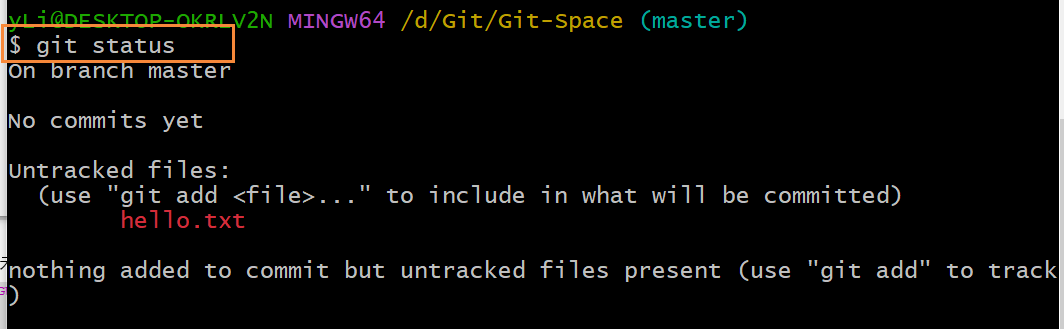 yLi@DESKTOP-OKRLV2N MINGW64 /d/Git/Git-Space (master)
$ git status
On branch master
No commits yet
Untracked files:
  (use "git add <file>..." to include in what will be committed)
        hello.txt
nothing added to commit but untracked files present (use "git add" to track
)